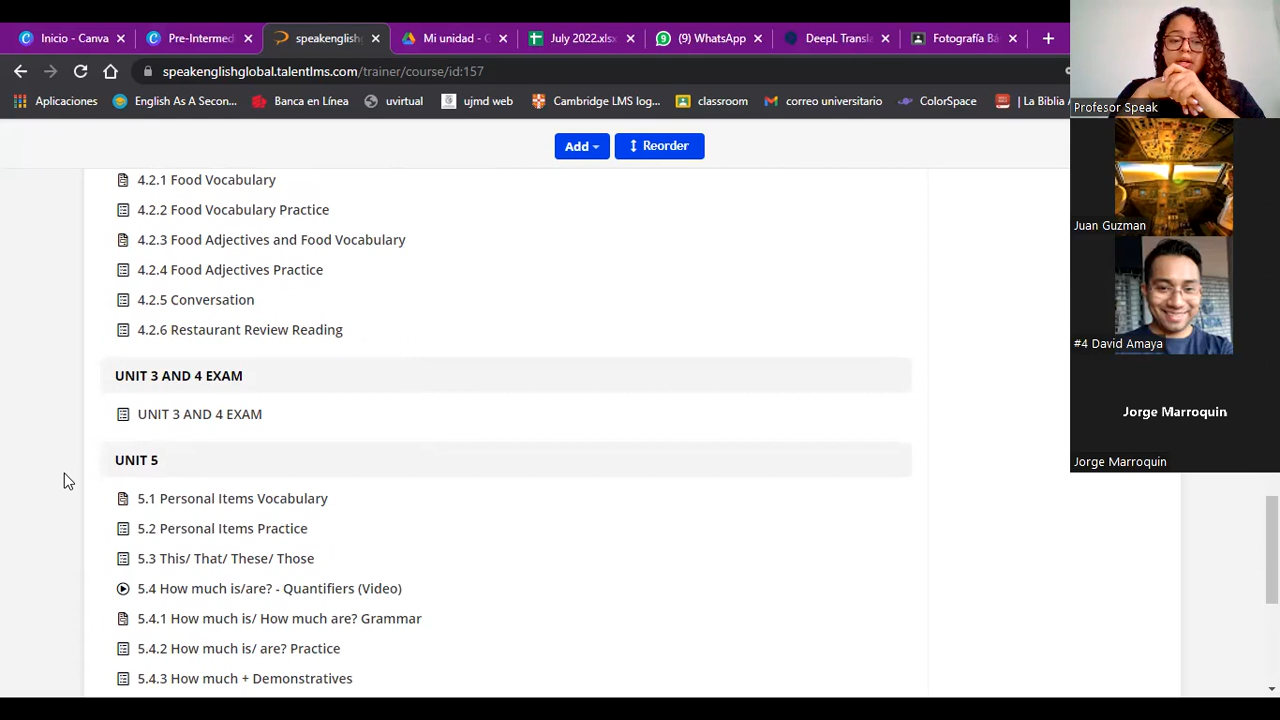 Inicio - Canva
Pre-Intermed
speakenglish
Mi unidad - G
July 2022.xls
(9) WhatsApp
DeepL Transla
Fotografía Bá
speakenglishglobal.talentlms.com/trainer/course/id:157
Aplicaciones
English As A Secon...
Banca en Línea
uvirtual
ujmd web
Cambridge LMS log...
classroom
correo universitario
ColorSpace
| La Biblia A
Add
Reorder
4.2.1 Food Vocabulary
4.2.2 Food Vocabulary Practice
4.2.3 Food Adjectives and Food Vocabulary
4.2.4 Food Adjectives Practice
4.2.5 Conversation
4.2.6 Restaurant Review Reading
UNIT 3 AND 4 EXAM
UNIT 3 AND 4 EXAM
UNIT 5
5.1 Personal Items Vocabulary
5.2 Personal Items Practice
5.3 This/ That/ These/ Those
5.4 How much is/are? - Quantifiers (Video)
5.4.1 How much is/ How much are? Grammar
5.4.2 How much is/ are? Practice
5.4.3 How much + Demonstratives
Profesor Speak
Juan Guzman
#4 David Amaya
Jorge Marroquin
Jorge Marroquin